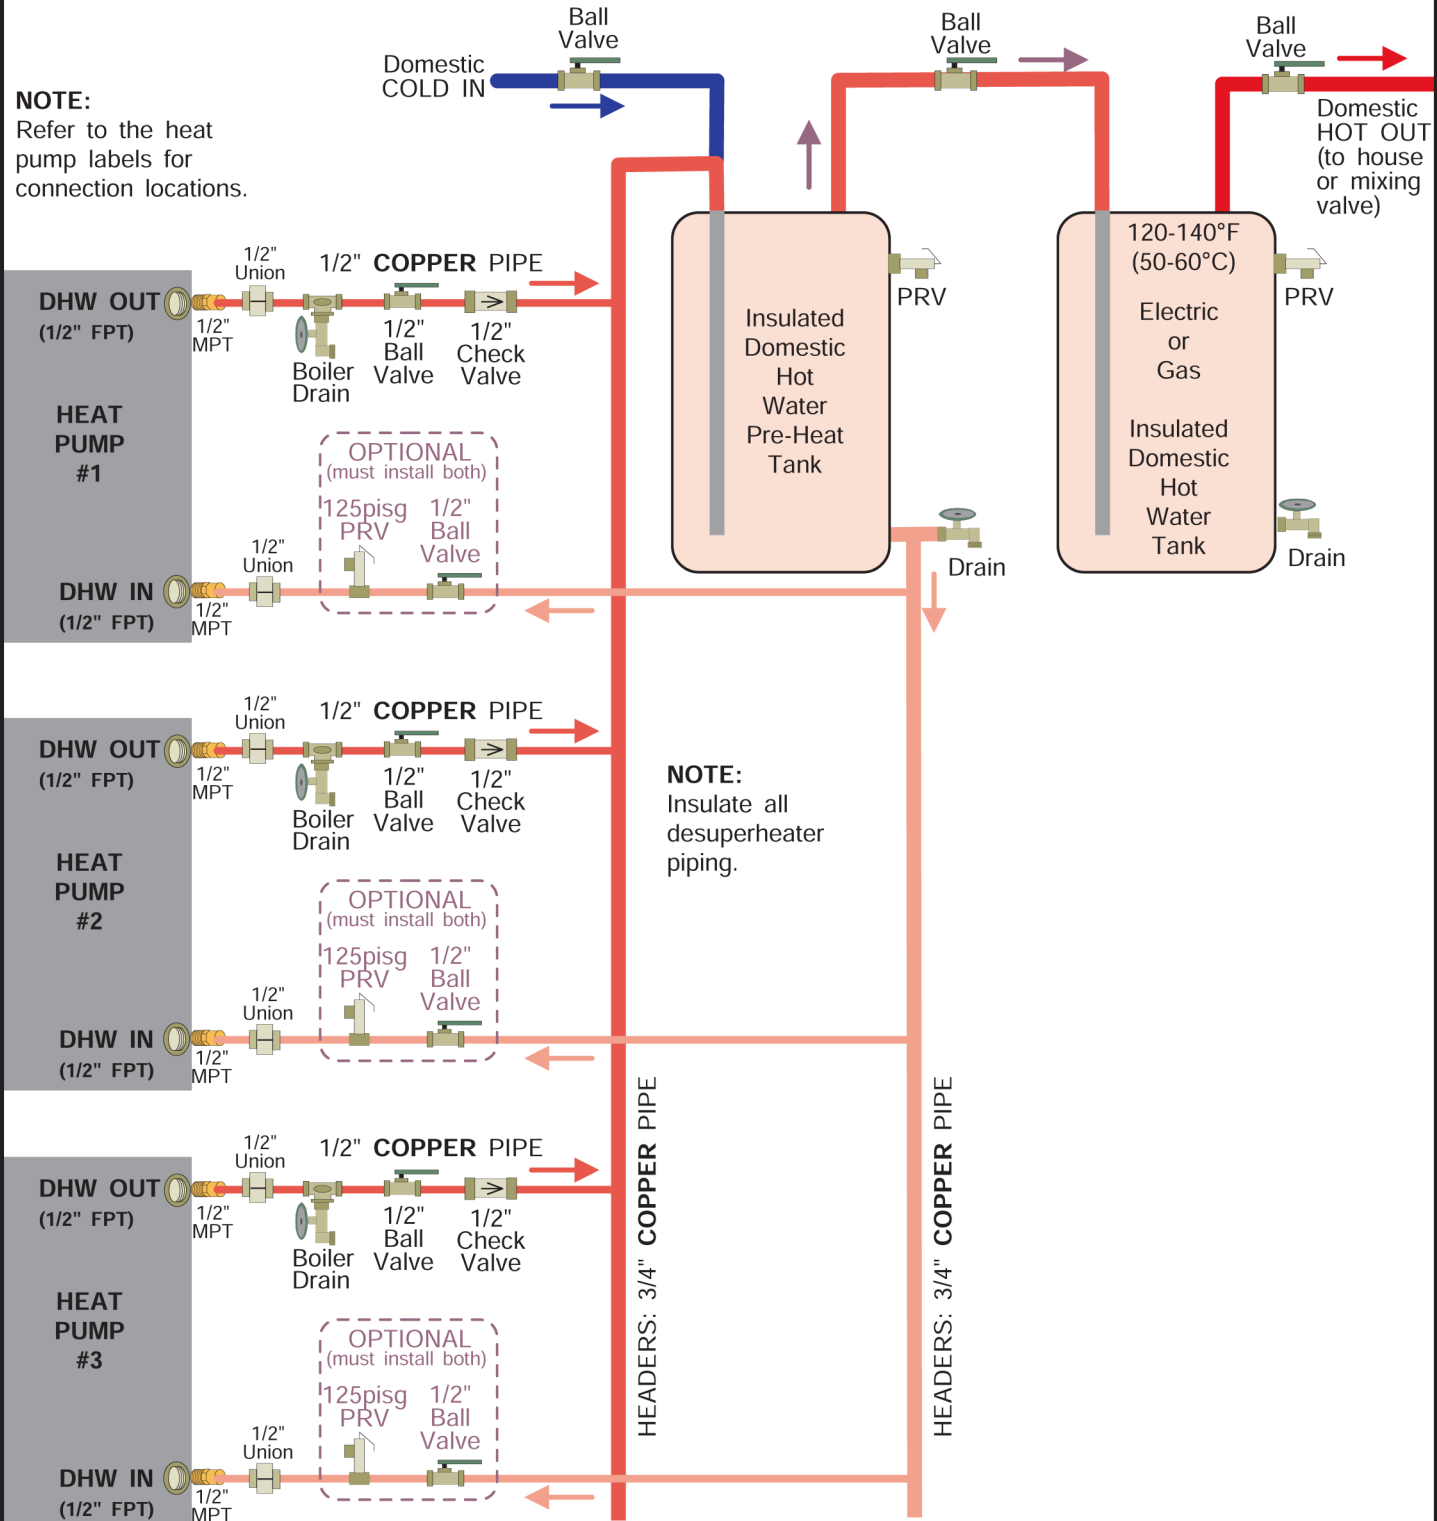 Ball
Valve
Domestic
COLD IN
Ball
Valve
Ball
Valve
Domestic
HOT OUT
(to house
or mixing
valve)
NOTE:
Refer to the heat
pump labels for
connection locations.
Insulated
Domestic
Hot
Water
Pre-Heat
Tank
PRV
Drain
120-140°F
(50-60°C)
Electric
or
Gas
Insulated
Domestic
Hot
Water
Tank
PRV
Drain
DHW OUT
(1/2" FPT)
HEAT
PUMP
#1
DHW IN
(1/2" FPT)
1/2"
MPT
1/2"
Union
1/2" COPPER PIPE
Boiler
Drain
1/2"
Ball
Valve
1/2"
Check
Valve
OPTIONAL
(must install both)
125pisg
PRV
1/2"
Ball
Valve
1/2"
Union
1/2"
MPT
DHW OUT
(1/2" FPT)
HEAT
PUMP
#2
DHW IN
(1/2" FPT)
1/2"
MPT
1/2"
Union
1/2" COPPER PIPE
Boiler
Drain
1/2"
Ball
Valve
1/2"
Check
Valve
OPTIONAL
(must install both)
125pisg
PRV
1/2"
Ball
Valve
1/2"
Union
1/2"
MPT
NOTE:
Insulate all
desuperheater
piping.
DHW OUT
(1/2" FPT)
HEAT
PUMP
#3
DHW IN
(1/2" FPT)
1/2"
MPT
1/2"
Union
1/2" COPPER PIPE
Boiler
Drain
1/2"
Ball
Valve
1/2"
Check
Valve
OPTIONAL
(must install both)
125pisg
PRV
1/2"
Ball
Valve
1/2"
Union
1/2"
MPT
HEADERS: 3/4" COPPER PIPE
HEADERS: 3/4" COPPER PIPE